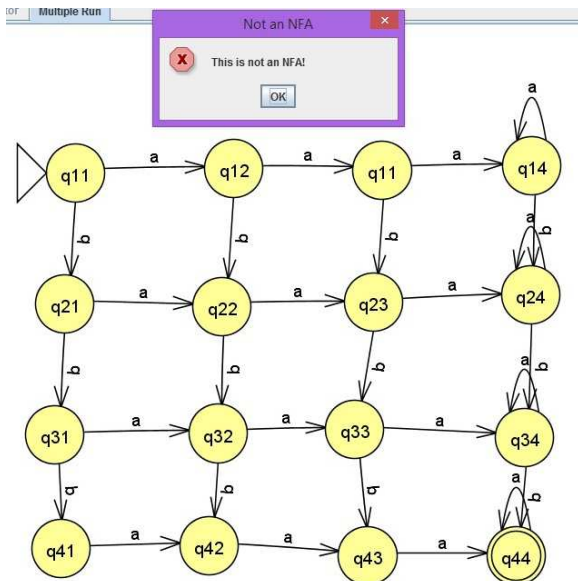 tor Multiple Run
Not an NFA
x
X This is not an NFA!
OK
a
q11 a q12 a q11 a q14
b b b a b
q21 a q22 a q23 a q24
b b b a b
q31 a q32 a q33 a q34
b b b a b
q41 a q42 a q43 a q44